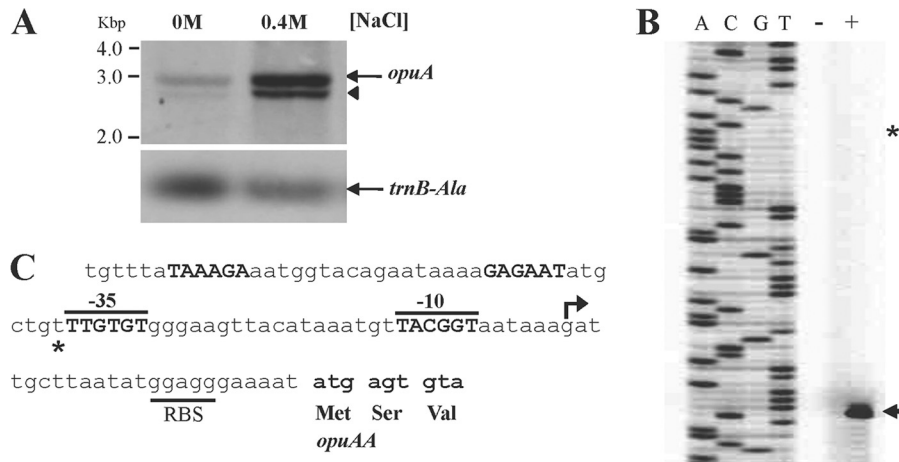 A
Kbp 0M 0.4M [NaCl]
4.0
3.0 opuA
2.0
trnB-Ala
B
A C G T - +
*
C
tgtttaTAAAGAaatggtacagaataaaaGAGAATatg
-35 -10
ctgtTTGTGTgggaagttacataaatgtTACGGTaataaagat
*
tgcttaatatggagggaaaat atg agt gta
RBS Met Ser Val
opuAA